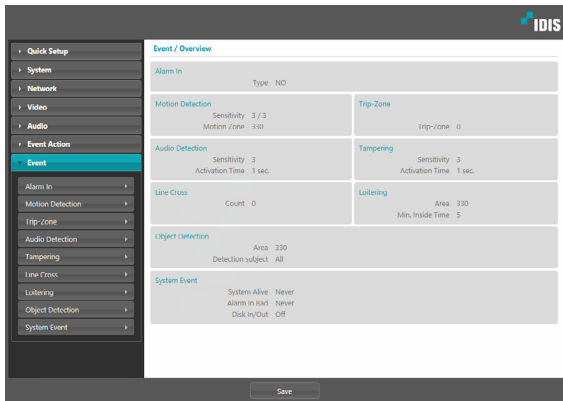 IDIS
Quick Setup
System
Network
Video
Audio
Event Action
Event
Alarm In
Motion Detection
Trip-Zone
Audio Detection
Tampering
Line Cross
Loitering
Object Detection
System Event
Event / Overview
Alarm In
Type NO
Motion Detection
Sensitivity 3 / 3
Motion Zone 330
Trip-Zone
Trip-Zone 0
Audio Detection
Sensitivity 3
Activation Time 1 sec.
Tampering
Sensitivity 3
Activation Time 1 sec.
Line Cross
Count 0
Loitering
Area 330
Min. Inside Time 5
Object Detection
Area 330
Detection subject All
System Event
System Alive Never
Alarm In Bad Never
Disk In/Out Off
Save